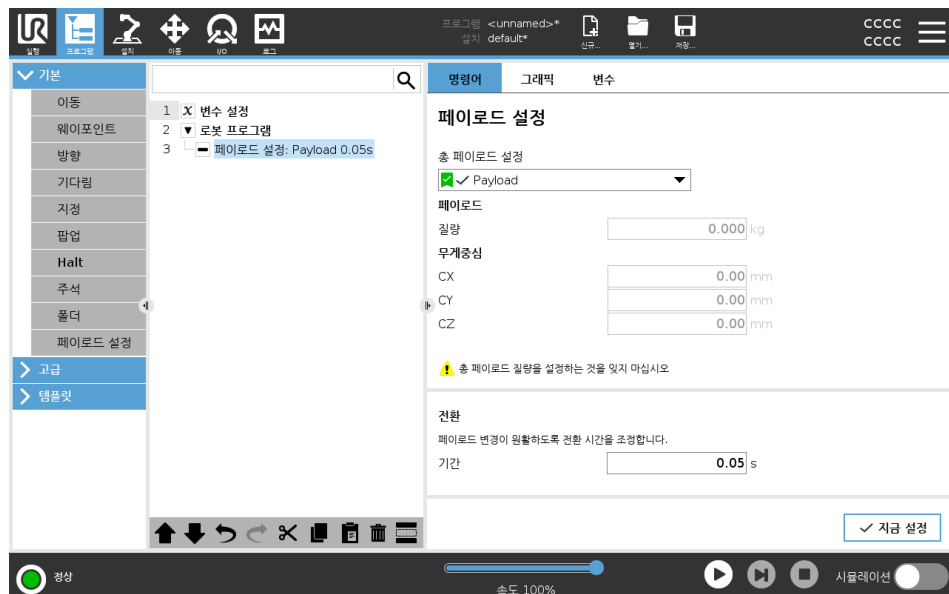 UR
실행
프로그램
설치
이동
I/O
로그
프로그램 <unnamed>*
설치 default*
신규...
열기...
저장...
CCCC
CCCC
기본
이동
웨이포인트
방향
기다림
지정
팝업
Halt
주석
폴더
페이로드 설정
고급
템플릿
1 X 변수 설정
2 로봇 프로그램
3 페이로드 설정: Payload 0.05s
명령어 그래픽 변수
페이로드 설정
총 페이로드 설정
Payload
페이로드
질량 0.000 kg
무게중심
CX 0.00 mm
CY 0.00 mm
CZ 0.00 mm
총 페이로드 질량을 설정하는 것을 잊지 마십시오
전환
페이로드 변경이 원활하도록 전환 시간을 조정합니다.
기간 0.05 s
지금 설정
정상
속도 100%
시뮬레이션